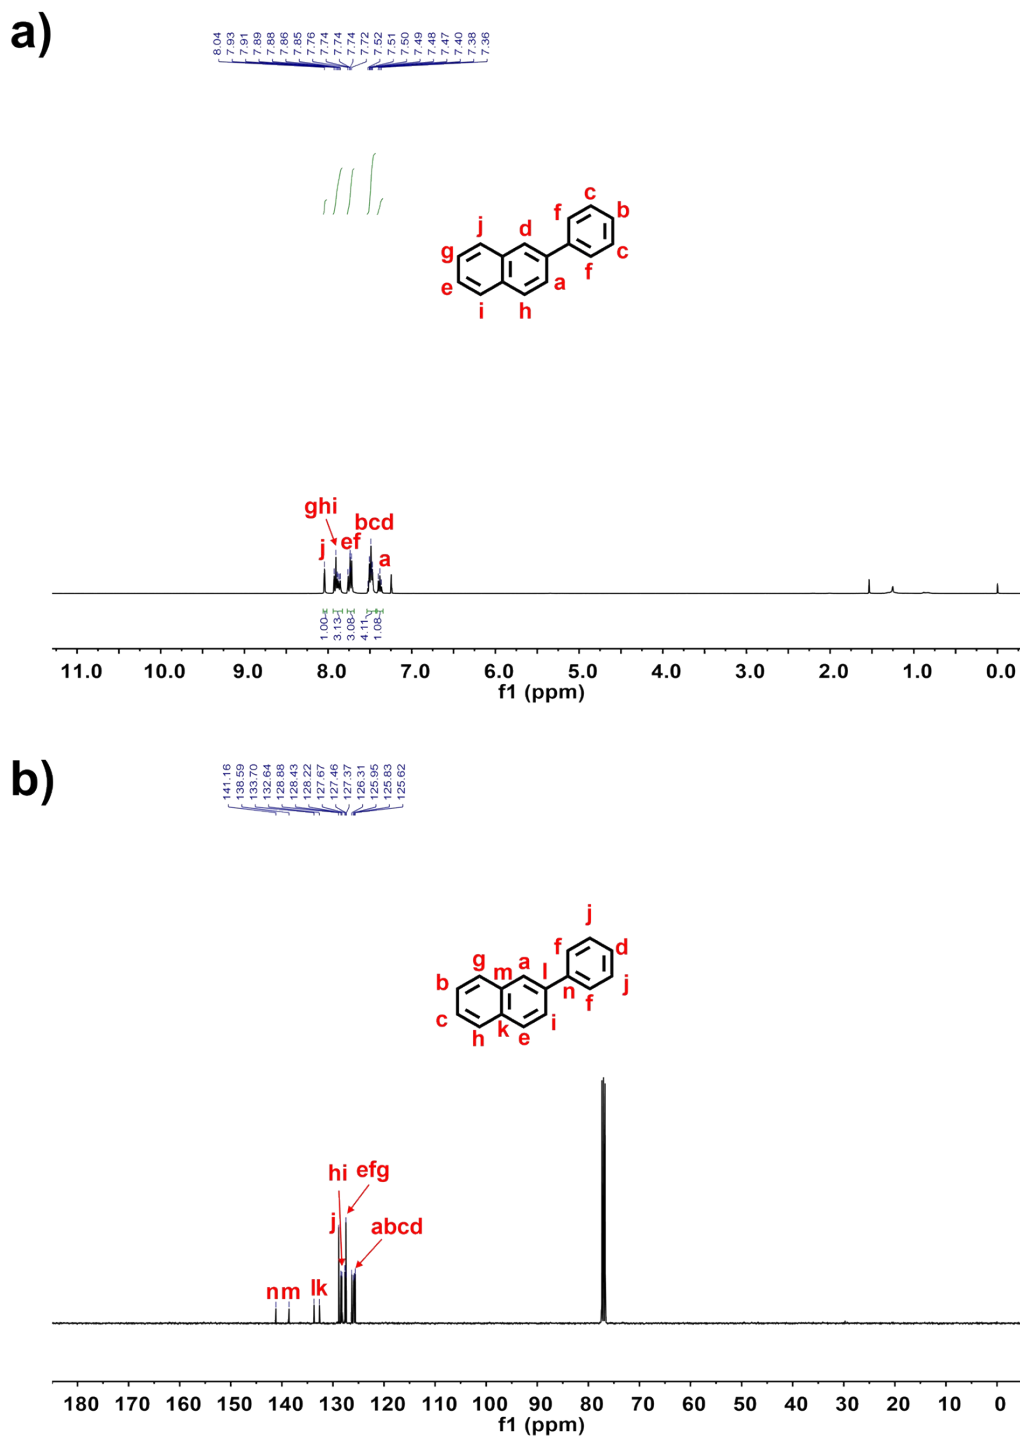 a)
8.04 7.93 7.91 7.89 7.88 7.86 7.85 7.76 7.74 7.74 7.74 7.72 7.52 7.51 7.50 7.49 7.48 7.47 7.40 7.38 7.36
c
f b
j d
g c
f
e a
i h
ghi
bcd
j ef a
1.00 3.13 3.08 4.11 1.08
11.0 10.0 9.0 8.0 7.0 6.0 5.0 4.0 3.0 2.0 1.0 0.0
f1 (ppm)
b)
141.16 138.59 133.70 132.64 128.88 128.43 128.22 127.67 127.46 127.37 126.31 125.95 125.83 125.62
j
f d
g m a l
b n j
f
c i
h k e
hi efg
j abcd
n m l k
180 170 160 150 140 130 120 110 100 90 80 70 60 50 40 30 20 10 0
f1 (ppm)